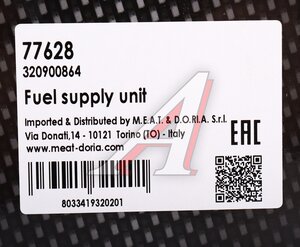 77628
320900864
Fuel supply unit
Imported & Distributed by M.E.A.T. & D.O.RI.A. S.r.l.
Via Donati,14 - 10121 Torino (TO) - Italy
www.meat-doria.com
EAC
8033419320201